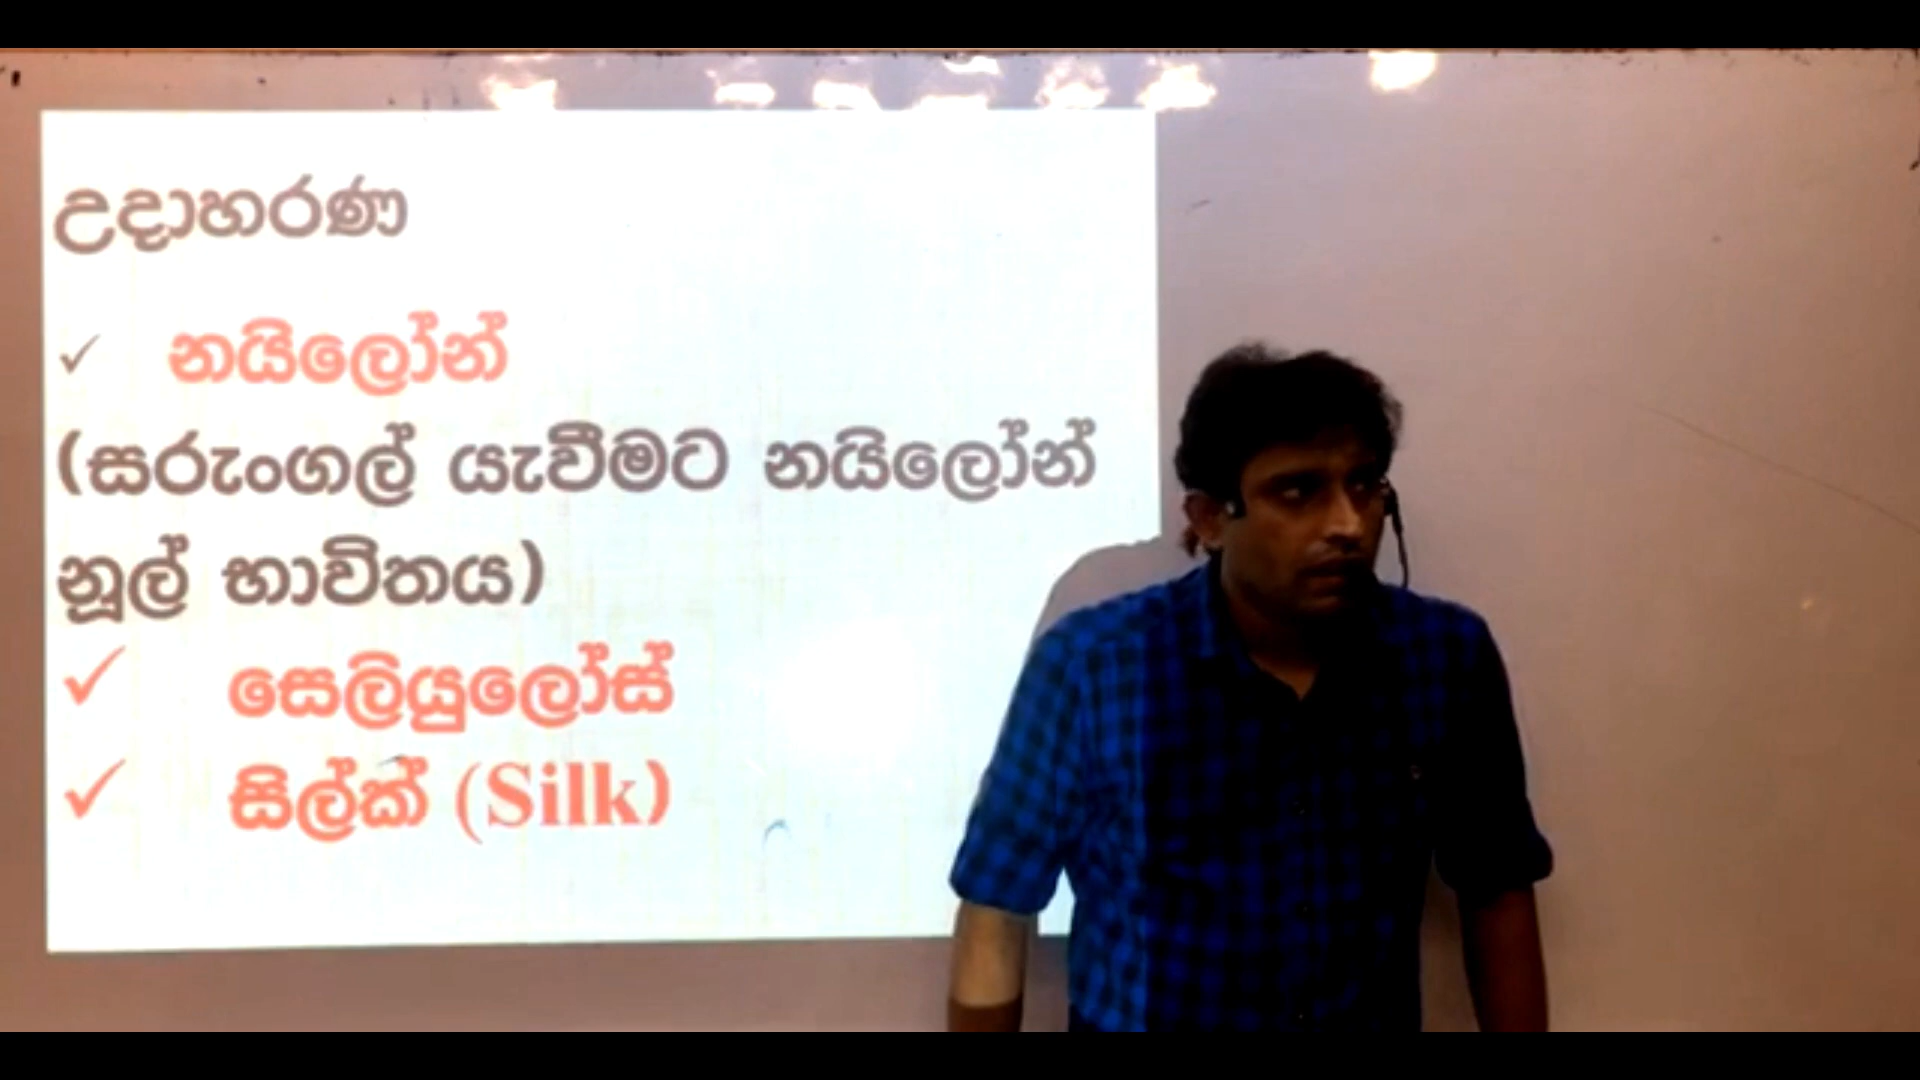 උදාහරණ
✓ නයිලෝන්
(සරුංගල් යැවීමට නයිලෝන්
නූල් භාවිතය)
✓ සෙලියුලෝස්
✓ සිල්ක් (Silk)